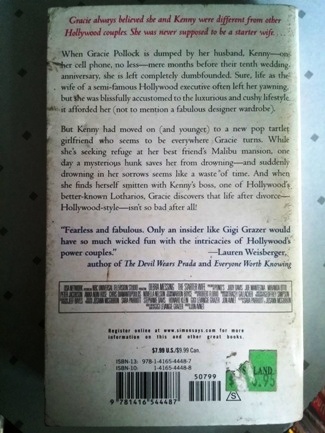 Gracie always believed she and Kenny were different from other
Hollywood couples. She was never supposed to be a starter wife. . . .
When Gracie Pollock is dumped by her husband, Kenny—on
her cell phone, no less—mere months before their tenth wedding
anniversary, she is left completely dumbfounded. Sure, life as the
wife of a semi-famous Hollywood executive often left her yawning,
but she was blissfully accustomed to the luxurious and cushy lifestyle
it afforded her (not to mention a fabulous designer wardrobe).
But Kenny had moved on (and younger) to a new pop tartlet
girlfriend who seems to be everywhere Gracie turns. While
she's seeking refuge at her best friend's Malibu mansion, one
day a mysterious hunk saves her from drowning—and suddenly
drowning in her sorrows seems like a waste of time. And when
she finds herself smitten with Kenny's boss, one of Hollywood's
better-known Lotharios, Gracie discovers that life after divorce—
Hollywood-style—isn't so bad after all!
"Fearless and fabulous. Only an insider like Gigi Grazer would
have so much wicked fun with the intricacies of Hollywood's
power couples." —Lauren Weisberger,
author of The Devil Wears Prada and Everyone Worth Knowing
DEBRA MESSING THE STARTER WIFE
Register online at www.simonsays.com for more
information on this and other great books.
$7.99 U.S./$9.99 Can.
ISBN-13: 978-1-4165-4448-7
ISBN-10: 1-4165-4448-8
50799
9 781416 544487
S
LAND